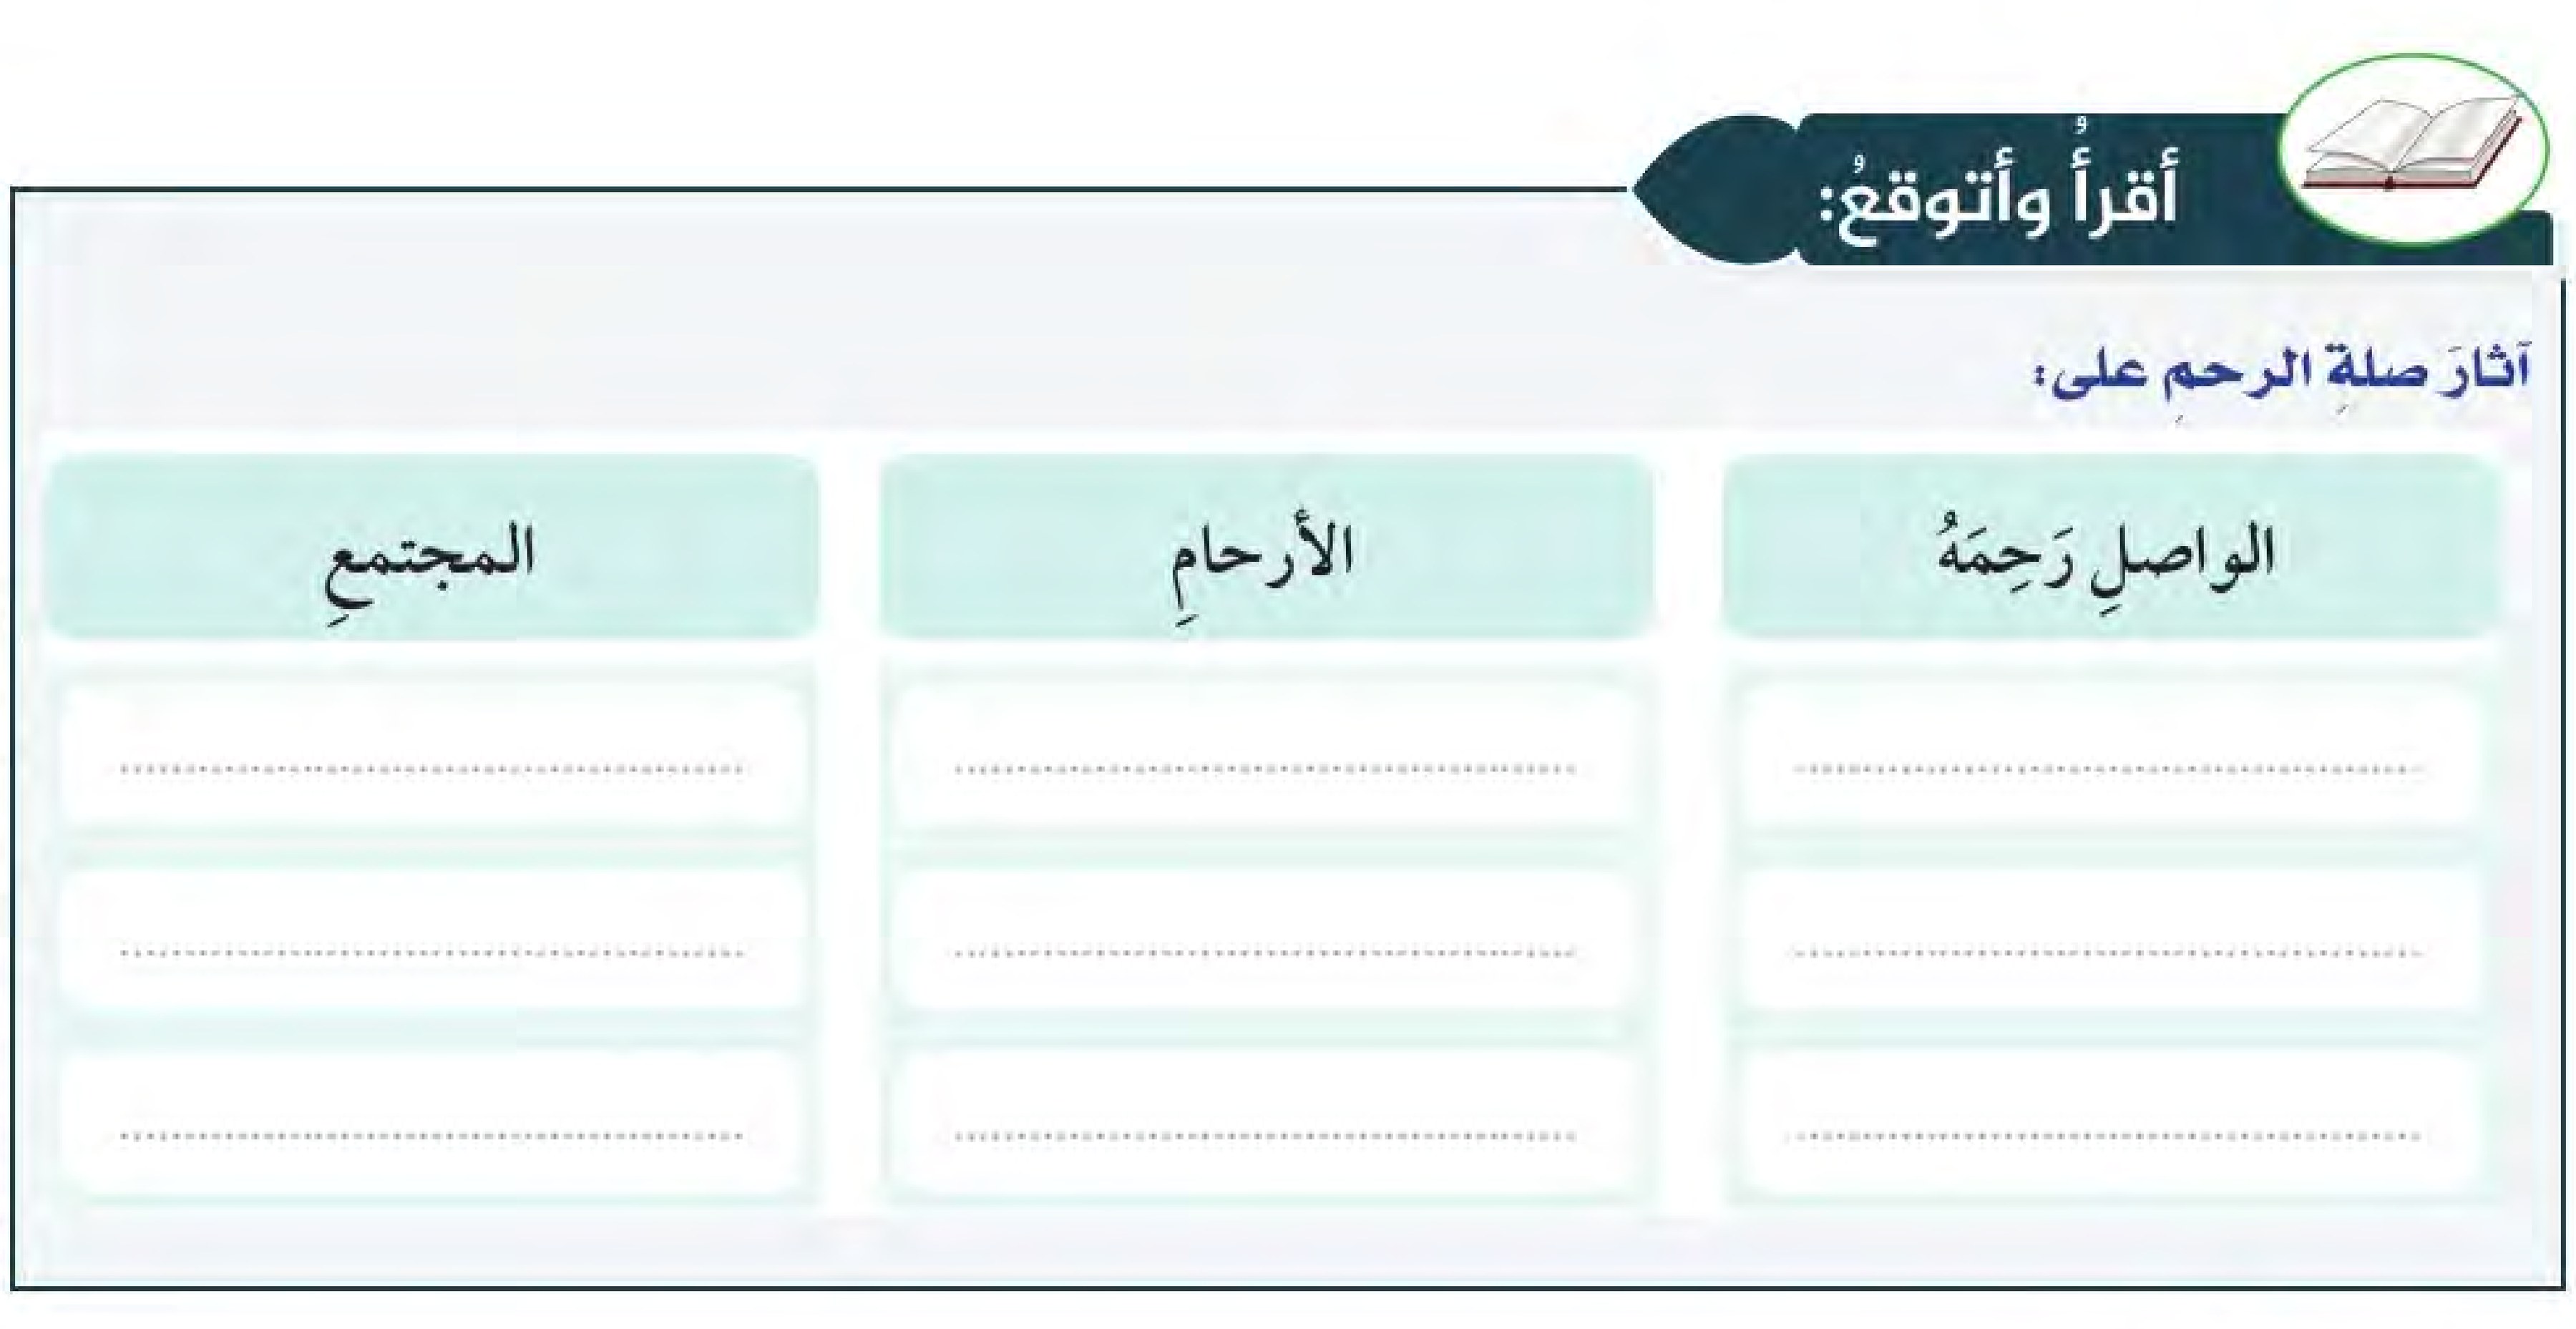 أقرأُ وأتوقعُ:
آثارَ صلةِ الرحمِ على:
الواصلِ رَحِمَهُ
الأرحامِ
المجتمعِ